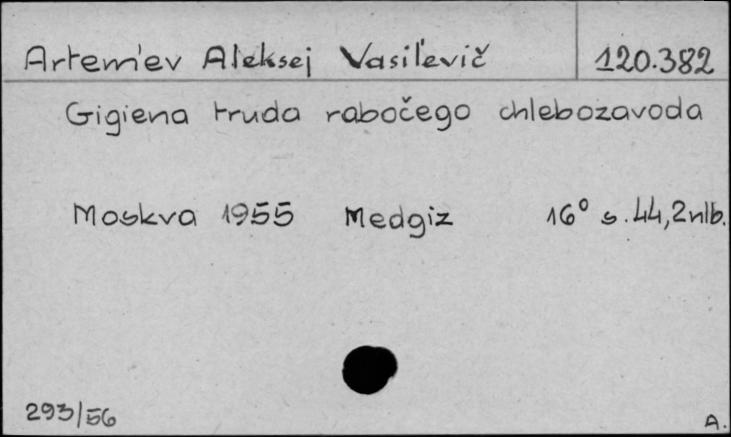 Artem'ev Aleksej Vasil'evič 120.382
Gigiena truda rabočego chlebozavoda
Moskva 1955 Medgiz 16° s.44,2nlb.
293/56
A.